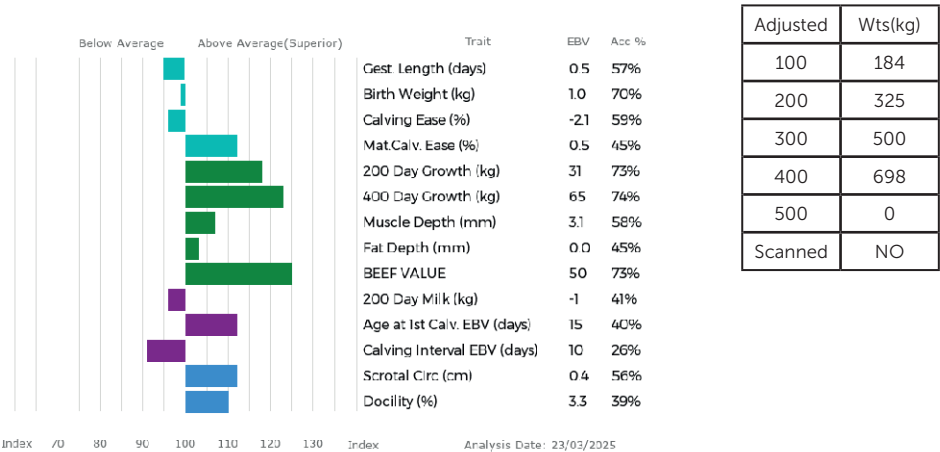 Below Average Above Average(Superior) Trait EBV Acc %
Gest. Length (days) 0.5 57%
Birth Weight (kg) 1.0 70%
Calving Ease (%) -2.1 59%
Mat.Calv. Ease (%) 0.5 45%
200 Day Growth (kg) 31 73%
400 Day Growth (kg) 65 74%
Muscle Depth (mm) 3.1 58%
Fat Depth (mm) 0.0 45%
BEEF VALUE 50 73%
200 Day Milk (kg) -1 41%
Age at 1st Calv. EBV (days) 15 40%
Calving Interval EBV (days) 10 26%
Scrotal Circ (cm) 0.4 56%
Docility (%) 3.3 39%
Index 70 80 90 100 110 120 130 Index Analysis Date: 23/03/2025
Adjusted Wts(kg)
100 184
200 325
300 500
400 698
500 0
Scanned NO